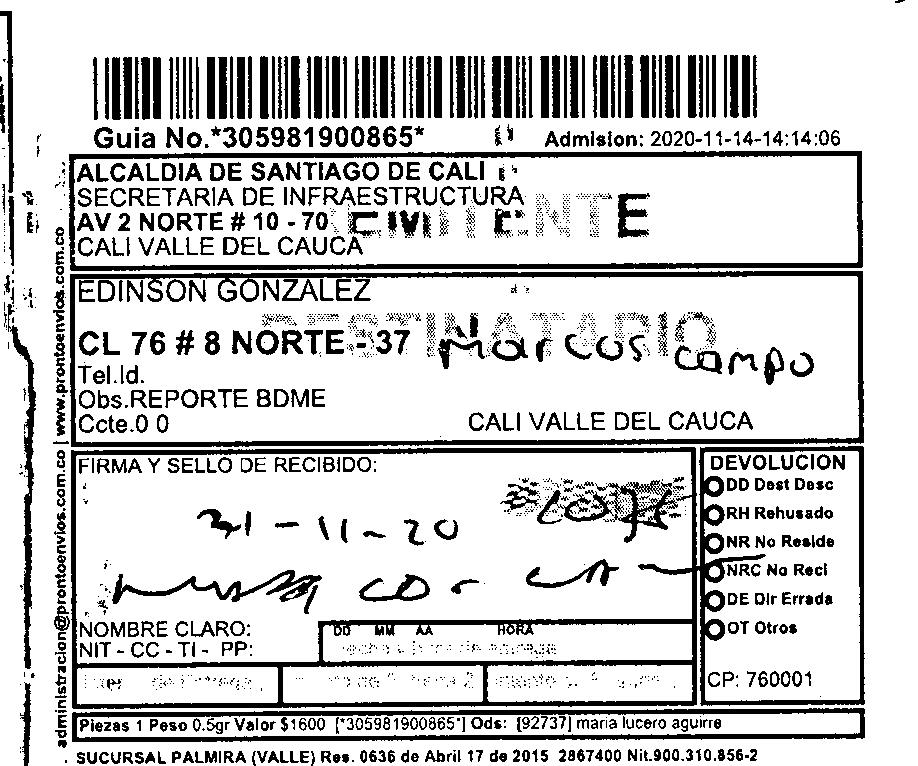 Guia No.*305981900865*
Admision: 2020-11-14-14:14:06
ALCALDIA DE SANTIAGO DE CALI
SECRETARIA DE INFRAESTRUCTURA
AV 2 NORTE # 10 - 70
CALI VALLE DEL CAUCA
EDINSON GONZALEZ
DESTINATARIO
CL 76 # 8 NORTE - 37 Marcos campo
Tel.Id.
Obs.REPORTE BDME
Ccte.0 0
CALI VALLE DEL CAUCA
administracion@prontoenvios.com.co | www.prontoenvios.com.co
FIRMA Y SELLO DE RECIBIDO:
-11-20
NOMBRE CLARO:
NIT - CC - TI - PP:
DD MM AA HORA
DEVOLUCION
DD Dest Desc
RH Rehusado
NR No Reside
NRC No Recl
DE Dir Errada
OT Otros
CP: 760001
Piezas 1 Peso 0.5gr Valor $1600 [*305981900865*] Ods: [92737] maria lucero aguirre
SUCURSAL PALMIRA (VALLE) Res. 0636 de Abril 17 de 2015 2867400 Nit.900.310.856-2